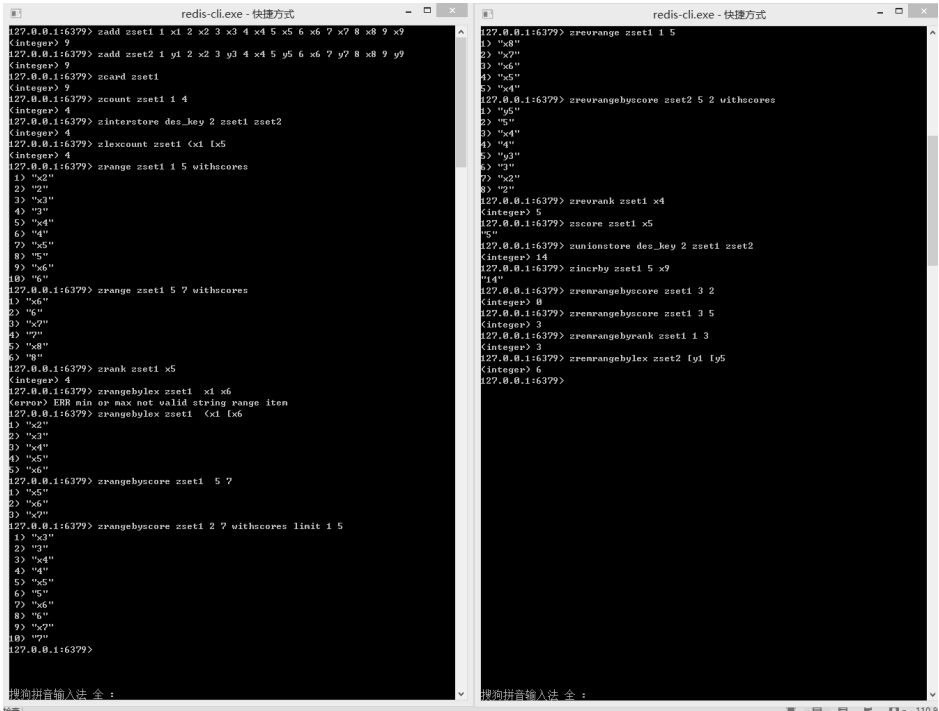 redis-cli.exe - 快捷方式
127.0.0.1:6379> zadd zset1 1 x1 2 x2 3 x3 4 x4 5 x5 6 x6 7 x7 8 x8 9 x9
(integer) 9
127.0.0.1:6379> zadd zset2 1 y1 2 x2 3 y3 4 x4 5 y5 6 x6 7 y7 8 x8 9 y9
(integer) 9
127.0.0.1:6379> zcard zset1
(integer) 9
127.0.0.1:6379> zcount zset1 1 4
(integer) 4
127.0.0.1:6379> zinterstore des_key 2 zset1 zset2
(integer) 4
127.0.0.1:6379> zlexcount zset1 (x1 [x5
(integer) 4
127.0.0.1:6379> zrange zset1 1 5 withscores
1) "x2"
2) "2"
3) "x3"
4) "3"
5) "x4"
6) "4"
7) "x5"
8) "5"
9) "x6"
10) "6"
127.0.0.1:6379> zrange zset1 5 7 withscores
1) "x6"
2) "6"
3) "x7"
4) "7"
5) "x8"
6) "8"
127.0.0.1:6379> zrank zset1 x5
(integer) 4
127.0.0.1:6379> zrangebylex zset1  x1 x6
(error) ERR min or max not valid string range item
127.0.0.1:6379> zrangebylex zset1  (x1 [x6
1) "x2"
2) "x3"
3) "x4"
4) "x5"
5) "x6"
127.0.0.1:6379> zrangebyscore zset1  5 7
1) "x5"
2) "x6"
3) "x7"
127.0.0.1:6379> zrangebyscore zset1 2 7 withscores limit 1 5
1) "x3"
2) "3"
3) "x4"
4) "4"
5) "x5"
6) "5"
7) "x6"
8) "6"
9) "x7"
10) "7"
127.0.0.1:6379>
搜狗拼音输入法 全 :
redis-cli.exe - 快捷方式
127.0.0.1:6379> zrevrange zset1 1 5
1) "x8"
2) "x7"
3) "x6"
4) "x5"
5) "x4"
127.0.0.1:6379> zrevrangebyscore zset2 5 2 withscores
1) "y5"
2) "5"
3) "x4"
4) "4"
5) "y3"
6) "3"
7) "x2"
8) "2"
127.0.0.1:6379> zrevrank zset1 x4
(integer) 5
127.0.0.1:6379> zscore zset1 x5
"5"
127.0.0.1:6379> zunionstore des_key 2 zset1 zset2
(integer) 14
127.0.0.1:6379> zincrby zset1 5 x9
"14"
127.0.0.1:6379> zremrangebyscore zset1 3 2
(integer) 0
127.0.0.1:6379> zremrangebyscore zset1 3 5
(integer) 3
127.0.0.1:6379> zremrangebyrank zset1 1 3
(integer) 3
127.0.0.1:6379> zremrangebylex zset2 [y1 [y5
(integer) 6
127.0.0.1:6379>
搜狗拼音输入法 全 :